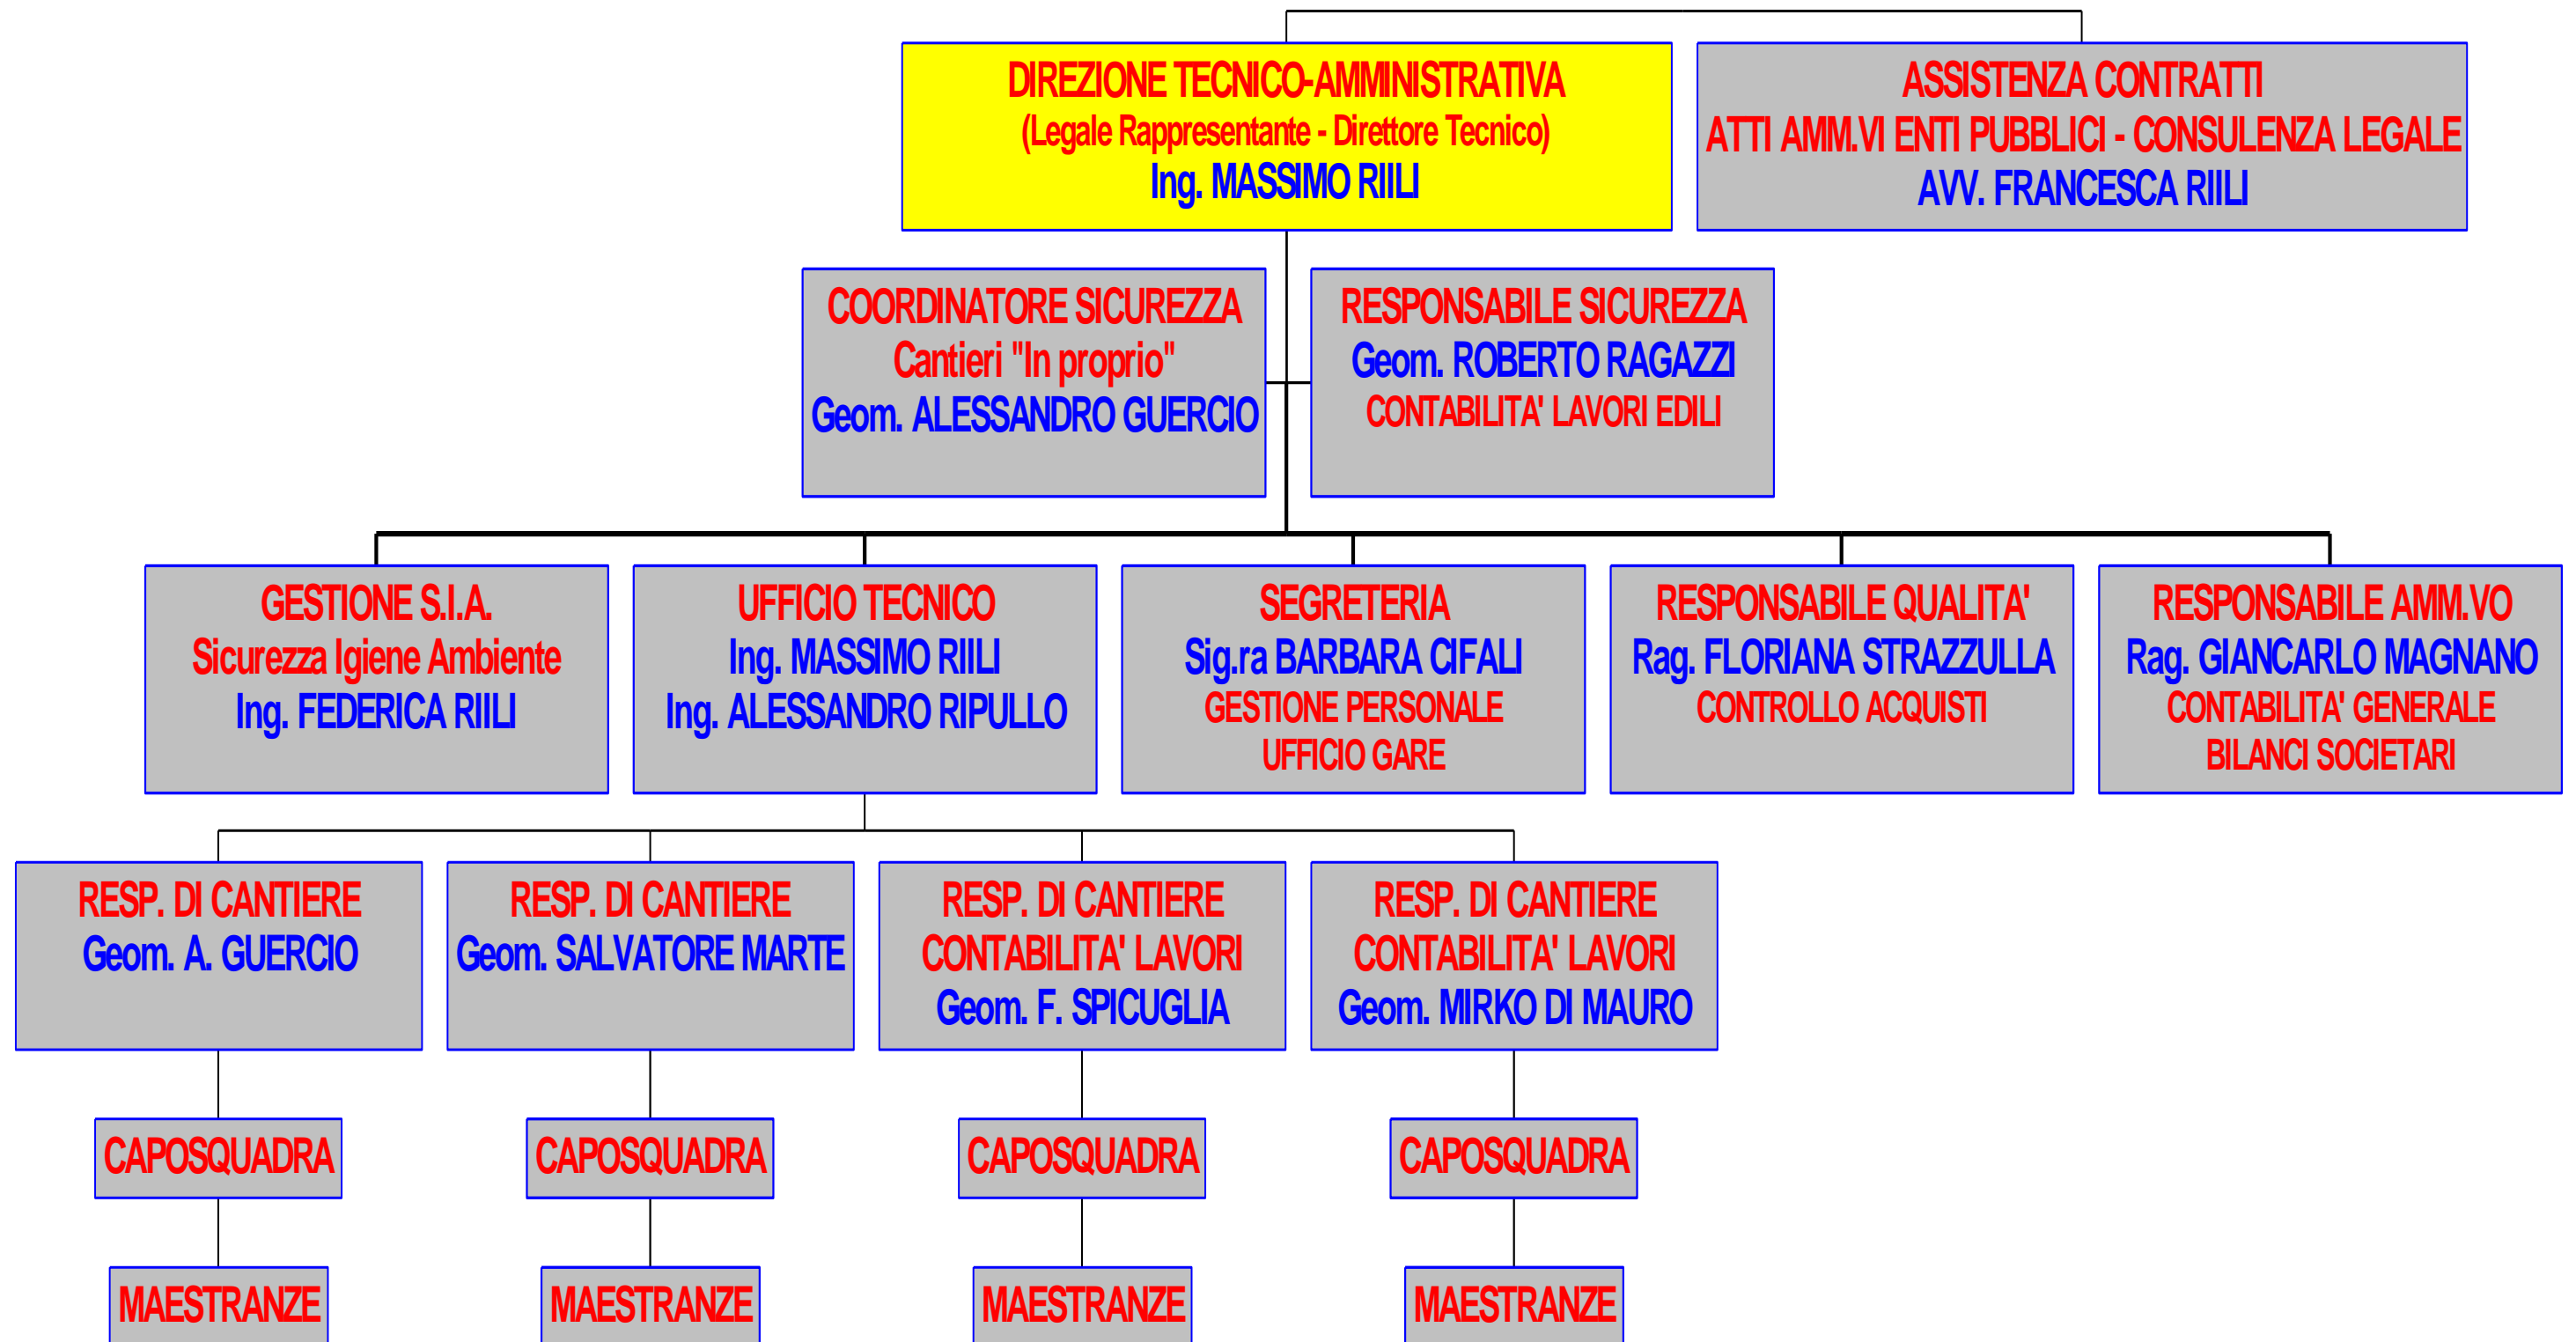 DIREZIONE TECNICO-AMMINISTRATIVA
(Legale Rappresentante - Direttore Tecnico)
Ing. MASSIMO RIILI
ASSISTENZA CONTRATTI
ATTI AMM.VI ENTI PUBBLICI - CONSULENZA LEGALE
AVV. FRANCESCA RIILI
COORDINATORE SICUREZZA
Cantieri "In proprio"
Geom. ALESSANDRO GUERCIO
RESPONSABILE SICUREZZA
Geom. ROBERTO RAGAZZI
CONTABILITA' LAVORI EDILI
GESTIONE S.I.A.
Sicurezza Igiene Ambiente
Ing. FEDERICA RIILI
UFFICIO TECNICO
Ing. MASSIMO RIILI
Ing. ALESSANDRO RIPULLO
SEGRETERIA
Sig.ra BARBARA CIFALI
GESTIONE PERSONALE
UFFICIO GARE
RESPONSABILE QUALITA'
Rag. FLORIANA STRAZZULLA
CONTROLLO ACQUISTI
RESPONSABILE AMM.VO
Rag. GIANCARLO MAGNANO
CONTABILITA' GENERALE
BILANCI SOCIETARI
RESP. DI CANTIERE
Geom. A. GUERCIO
RESP. DI CANTIERE
Geom. SALVATORE MARTE
RESP. DI CANTIERE
CONTABILITA' LAVORI
Geom. F. SPICUGLIA
RESP. DI CANTIERE
CONTABILITA' LAVORI
Geom. MIRKO DI MAURO
CAPOSQUADRA
CAPOSQUADRA
CAPOSQUADRA
CAPOSQUADRA
MAESTRANZE
MAESTRANZE
MAESTRANZE
MAESTRANZE